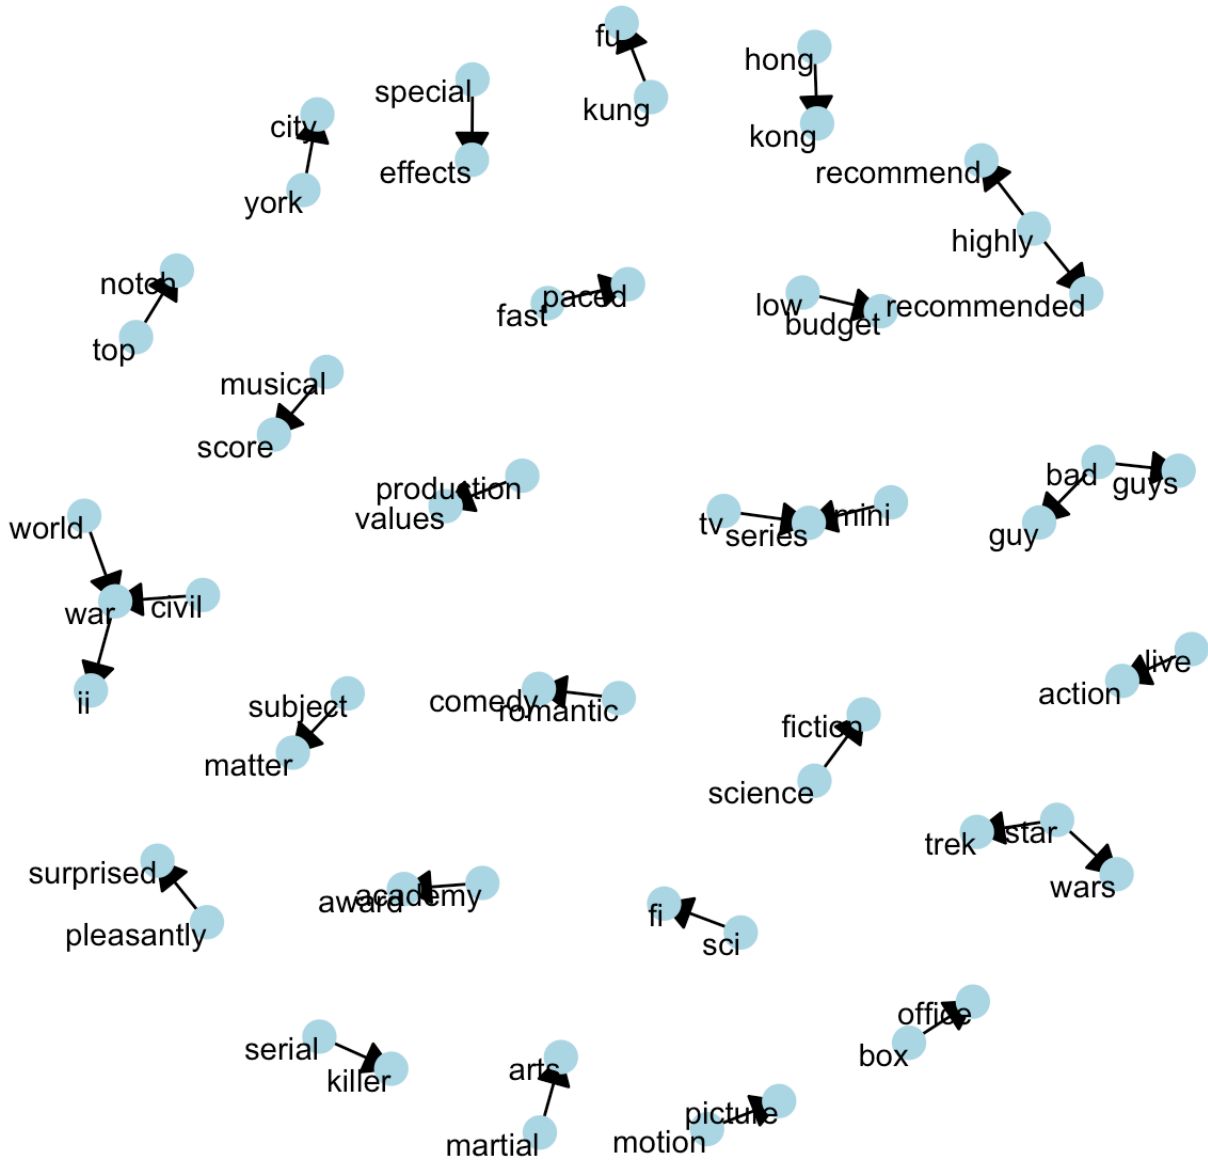 fu
hong
kung
special
kong
city
effects
recommend
york
highly
notch
paced
fast
low
budget
recommended
top
musical
score
production
values
bad
guys
tv
series
mini
guy
world
war
civil
ii
live
action
subject
comedy
romantic
matter
fiction
science
star
trek
wars
surprised
pleasantly
award
academy
fi
sci
office
box
serial
killer
arts
martial
picture
motion